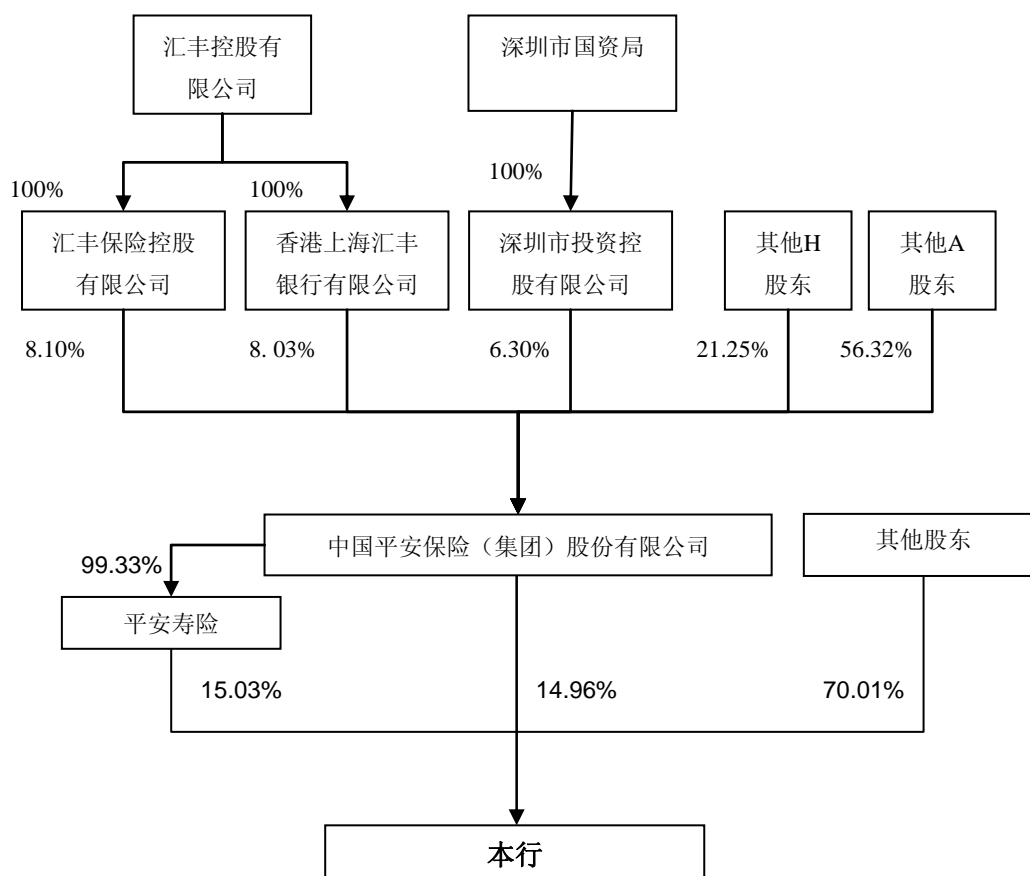 汇丰控股有
限公司
深圳市国资局
100%
100%
100%
汇丰保险控股
有限公司
香港上海汇丰
银行有限公司
深圳市投资控
股有限公司
其他H
股东
其他A
股东
8.10%
8. 03%
6.30%
21.25%
56.32%
中国平安保险（集团）股份有限公司
其他股东
99.33%
平安寿险
15.03%
14.96%
70.01%
本行